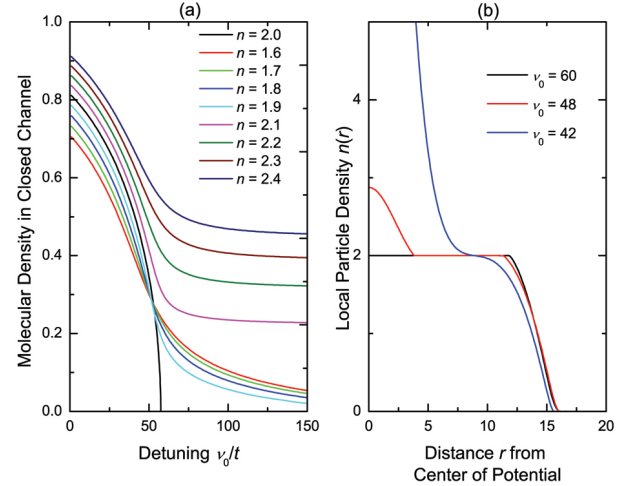 (a)
n = 2.0
n = 1.6
n = 1.7
n = 1.8
n = 1.9
n = 2.1
n = 2.2
n = 2.3
n = 2.4
Molecular Density in Closed Channel
1.0
0.8
0.6
0.4
0.2
0.0
0 50 100 150
Detuning ν₀/t
(b)
ν₀ = 60
ν₀ = 48
ν₀ = 42
Local Particle Density n(r)
4
2
0
0 5 10 15 20
Distance r from
Center of Potential